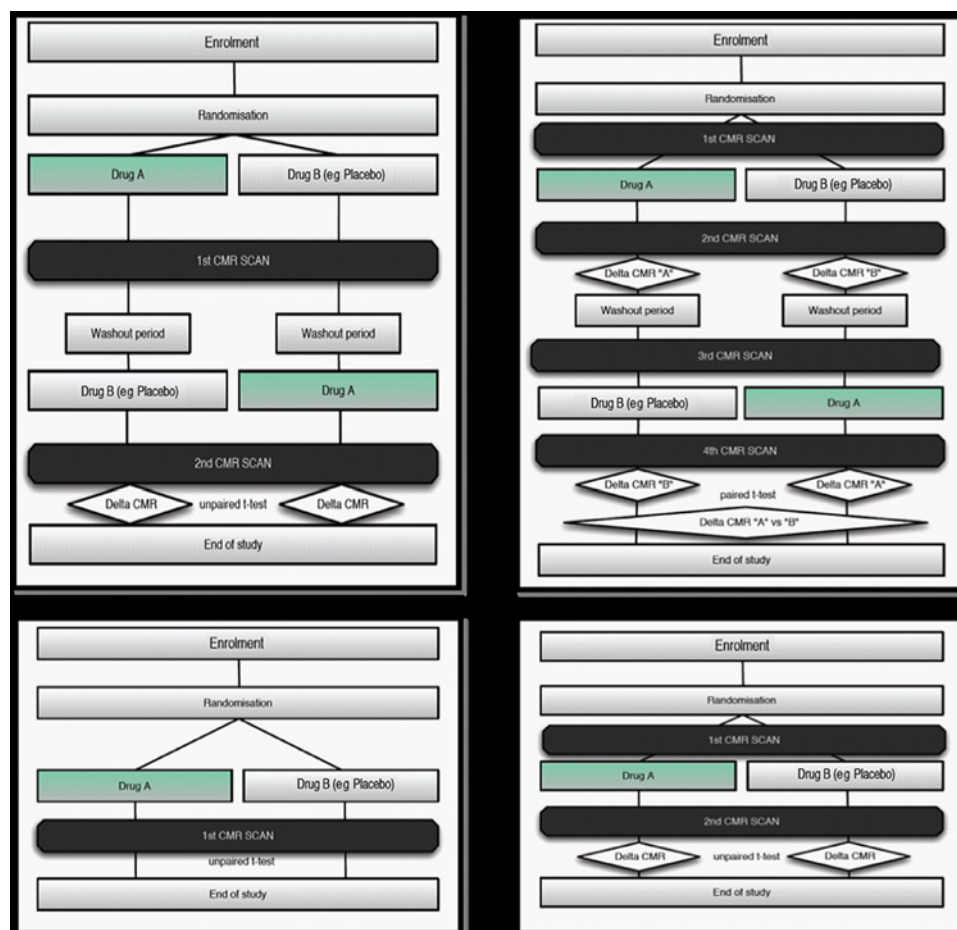 Enrolment
Randomisation
Drug A
Drug B (eg Placebo)
1st CMR SCAN
Washout period
Washout period
Drug B (eg Placebo)
Drug A
2nd CMR SCAN
Delta CMR unpaired t-test Delta CMR
End of study
Enrolment
Randomisation
1st CMR SCAN
Drug A
Drug B (eg Placebo)
2nd CMR SCAN
Delta CMR "A"
Delta CMR "B"
Washout period
Washout period
3rd CMR SCAN
Drug B (eg Placebo)
Drug A
4th CMR SCAN
Delta CMR "B"
Delta CMR "A"
paired t-test
Delta CMR "A" vs "B"
End of study
Enrolment
Randomisation
Drug A
Drug B (eg Placebo)
1st CMR SCAN
unpaired t-test
End of study
Enrolment
Randomisation
1st CMR SCAN
Drug A
Drug B (eg Placebo)
2nd CMR SCAN
Delta CMR unpaired t-test Delta CMR
End of study